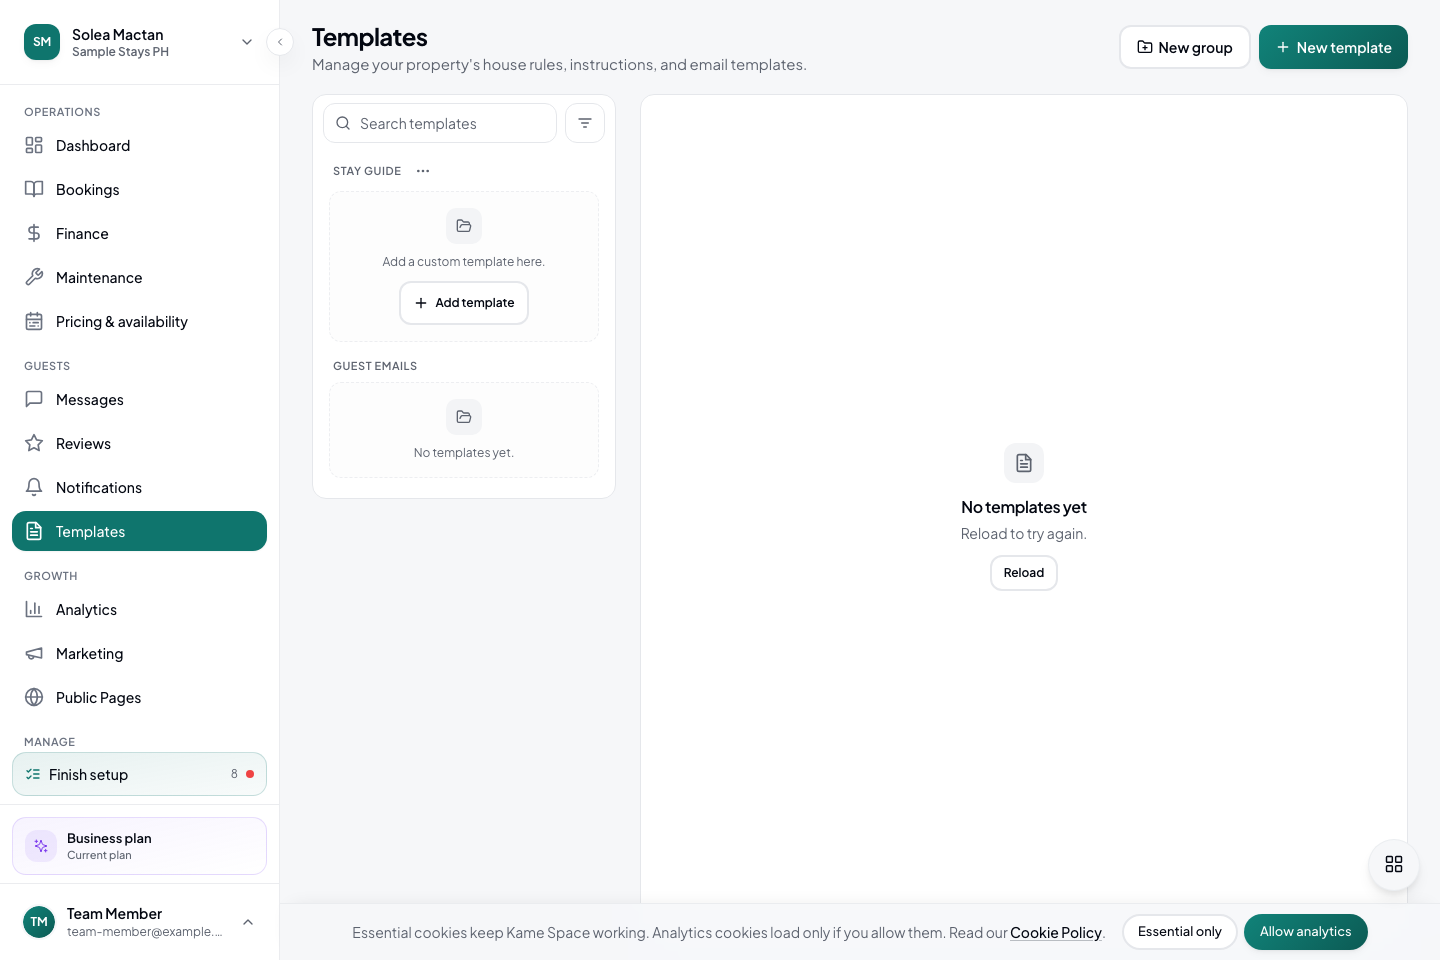 SM
Solea Mactan
Sample Stays PH
OPERATIONS
Dashboard
Bookings
Finance
Maintenance
Pricing & availability
GUESTS
Messages
Reviews
Notifications
Templates
GROWTH
Analytics
Marketing
Public Pages
MANAGE
Finish setup 8
Business plan
Current plan
TM
Team Member
team-member@example....
Templates
Manage your property's house rules, instructions, and email templates.
New group
New template
Search templates
STAY GUIDE
Add a custom template here.
Add template
GUEST EMAILS
No templates yet.
No templates yet
Reload to try again.
Reload
Essential cookies keep Kame Space working. Analytics cookies load only if you allow them. Read our Cookie Policy.
Essential only
Allow analytics